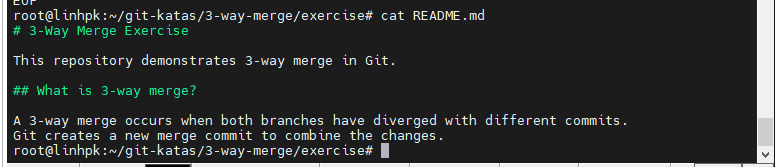 EOF
root@linhpk:~/git-katas/3-way-merge/exercise# cat README.md
# 3-Way Merge Exercise
This repository demonstrates 3-way merge in Git.
## What is 3-way merge?
A 3-way merge occurs when both branches have diverged with different commits.
Git creates a new merge commit to combine the changes.
root@linhpk:~/git-katas/3-way-merge/exercise#